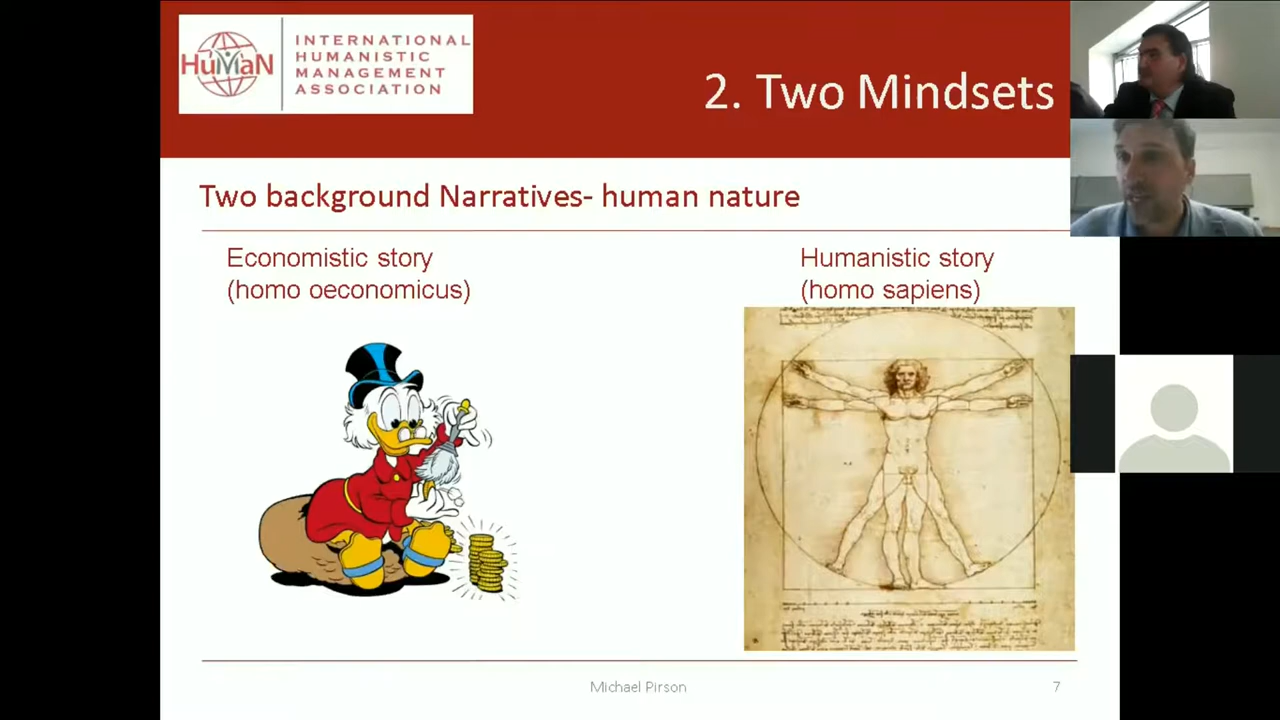 HuMaN
INTERNATIONAL
HUMANISTIC
MANAGEMENT
ASSOCIATION
2. Two Mindsets
Two background Narratives- human nature
Economistic story
(homo oeconomicus)
Humanistic story
(homo sapiens)
Michael Pirson
7